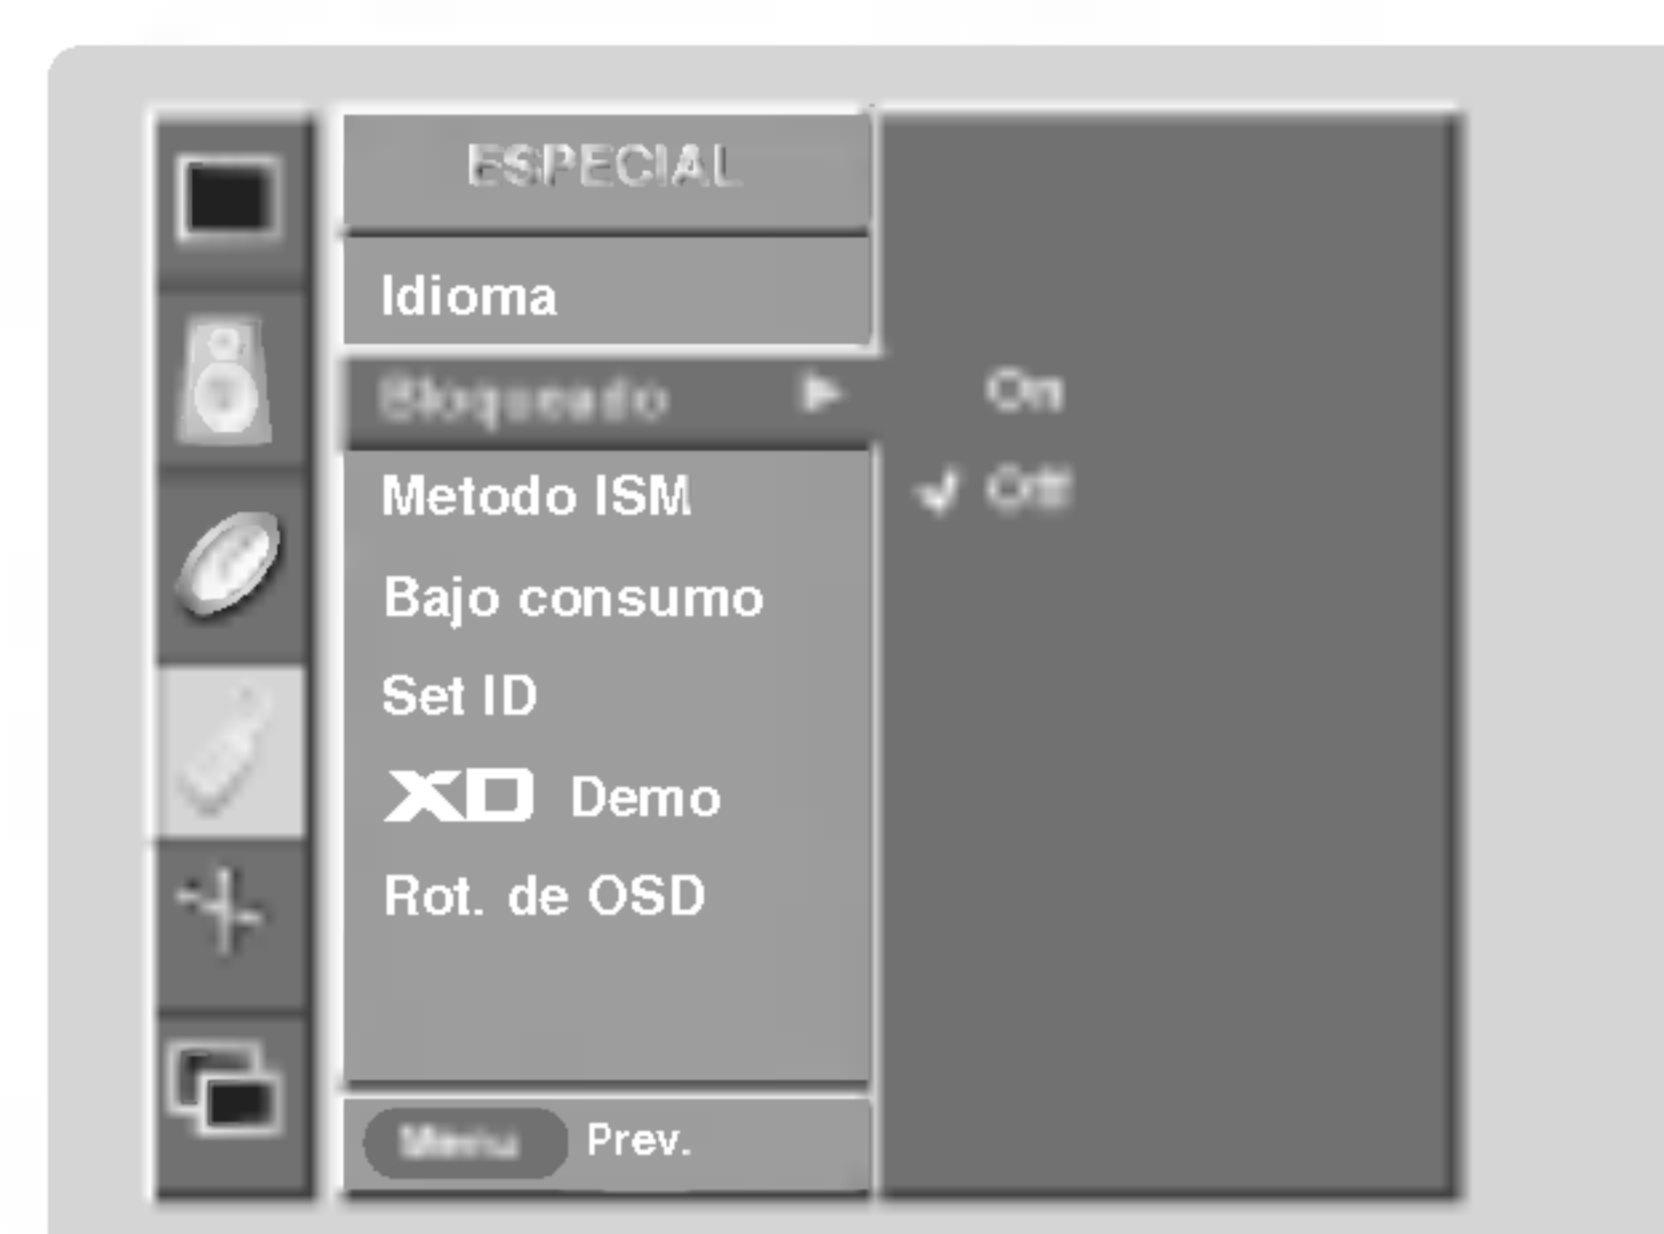 ESPECIAL
Idioma
Bloqueado On
Metodo ISM Off
Bajo consumo
Set ID
XD Demo
Rot. de OSD
Menu Prev.